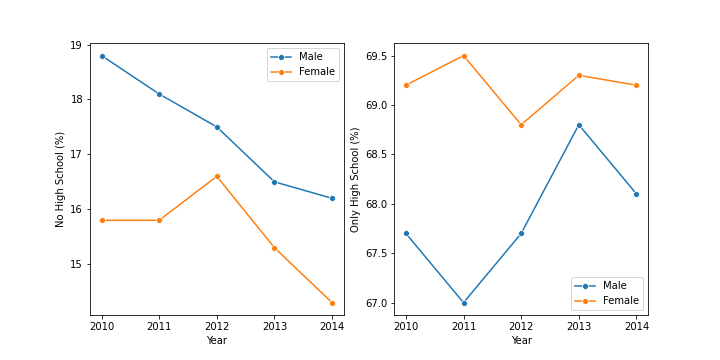 No High School (%)
19
18
17
16
15
2010 2011 2012 2013 2014
Year
Male
Female
Only High School (%)
69.5
69.0
68.5
68.0
67.5
67.0
2010 2011 2012 2013 2014
Year
Male
Female